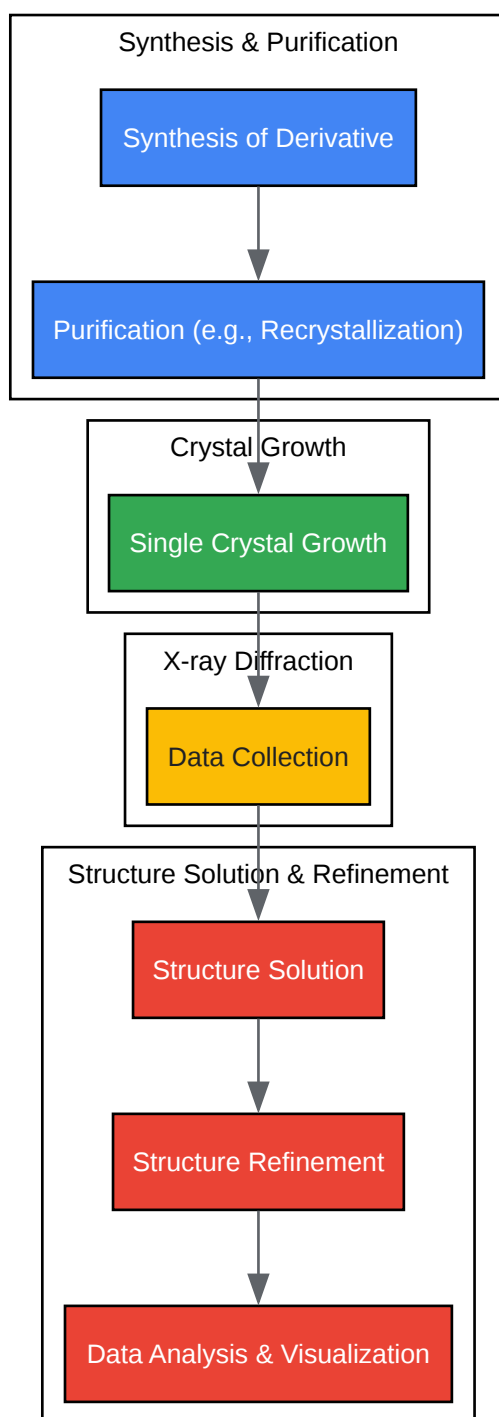 Synthesis & Purification
Synthesis of Derivative
Purification (e.g., Recrystallization)
Crystal Growth
Single Crystal Growth
X-ray Diffraction
Data Collection
Structure Solution & Refinement
Structure Solution
Structure Refinement
Data Analysis & Visualization